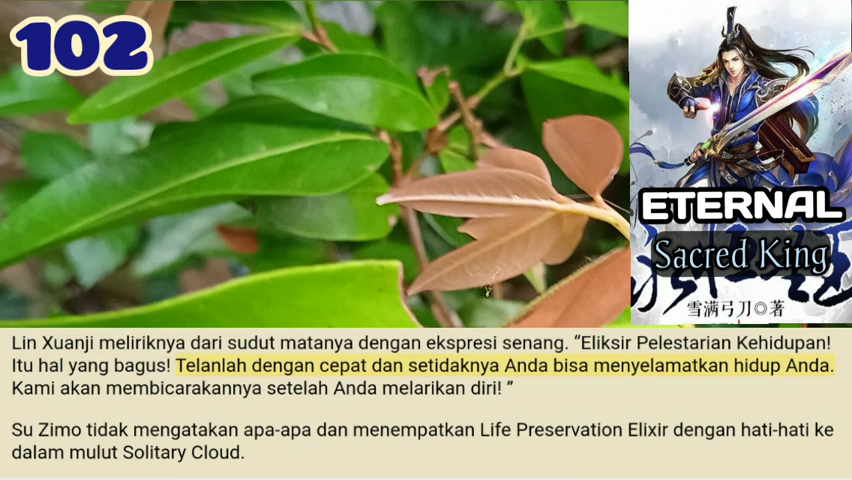 102
ETERNAL
Sacred King
雪满弓刀◎著
Lin Xuanji meliriknya dari sudut matanya dengan ekspresi senang. “Eliksir Pelestarian Kehidupan!
Itu hal yang bagus! Telanlah dengan cepat dan setidaknya Anda bisa menyelamatkan hidup Anda.
Kami akan membicarakannya setelah Anda melarikan diri! ”
Su Zimo tidak mengatakan apa-apa dan menempatkan Life Preservation Elixir dengan hati-hati ke
dalam mulut Solitary Cloud.